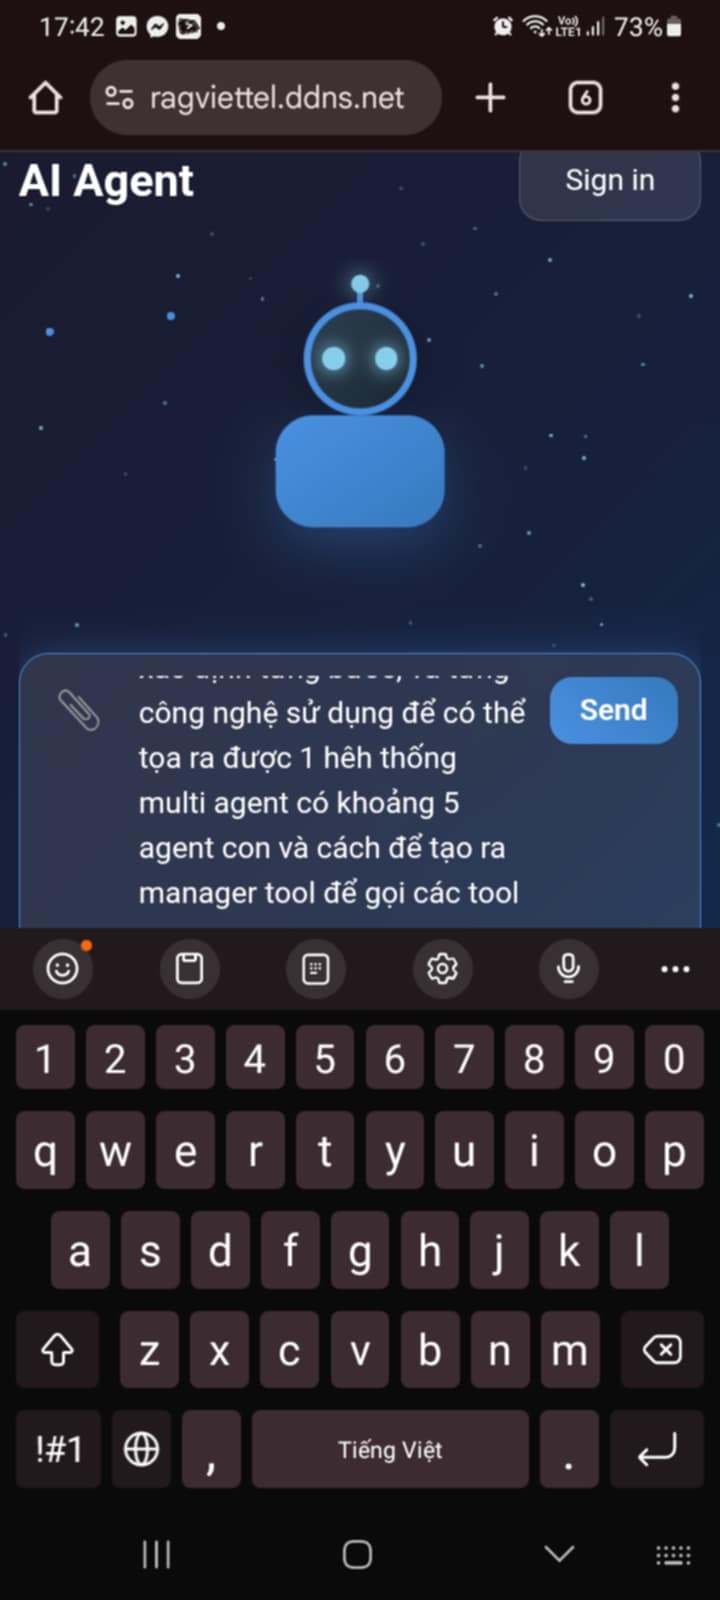 17:42
Vo))
LTE1
73%
ragviettel.ddns.net
6
AI Agent
Sign in
công nghệ sử dụng để có thể
Send
tọa ra được 1 hêh thống
multi agent có khoảng 5
agent con và cách để tạo ra
manager tool để gọi các tool
1 2 3 4 5 6 7 8 9 0
q w e r t y u i o p
a s d f g h j k l
z x c v b n m
!#1 , Tiếng Việt .